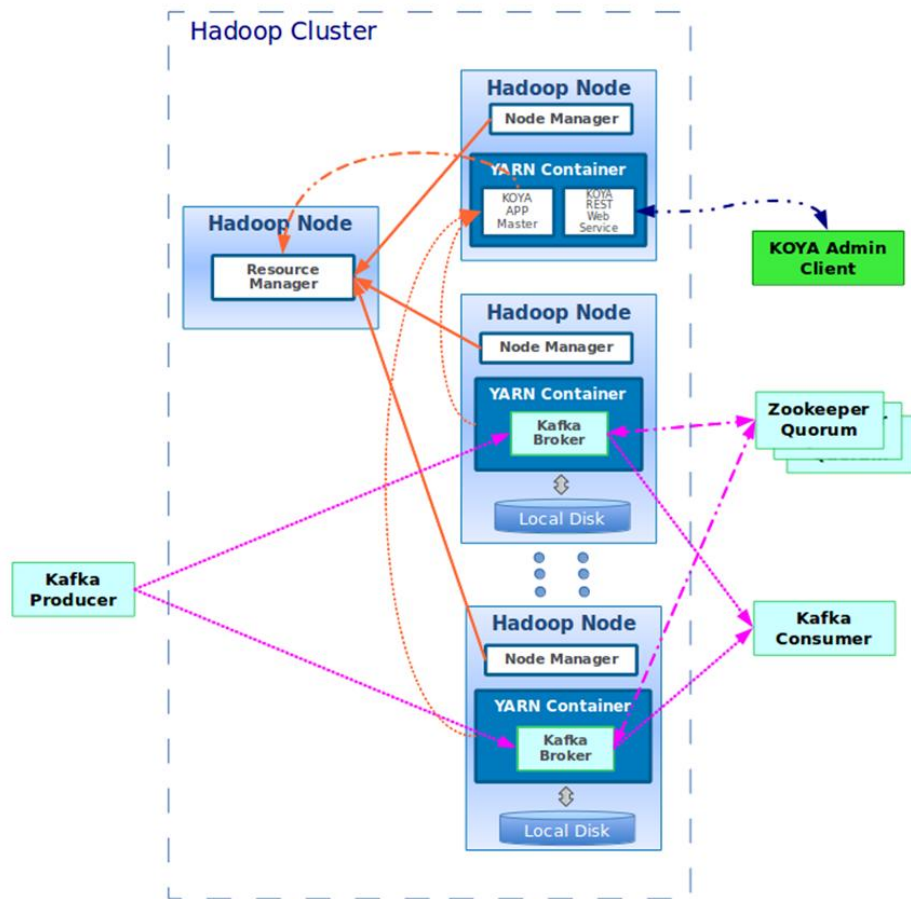 Hadoop Cluster
Hadoop Node
Node Manager
YARN Container
KOYA
APP
Master
KOYA
REST
Web
Service
Hadoop Node
Resource
Manager
KOYA Admin
Client
Hadoop Node
Node Manager
YARN Container
Kafka
Broker
Local Disk
Zookeeper
Quorum
Kafka
Producer
Hadoop Node
Node Manager
YARN Container
Kafka
Broker
Local Disk
Kafka
Consumer